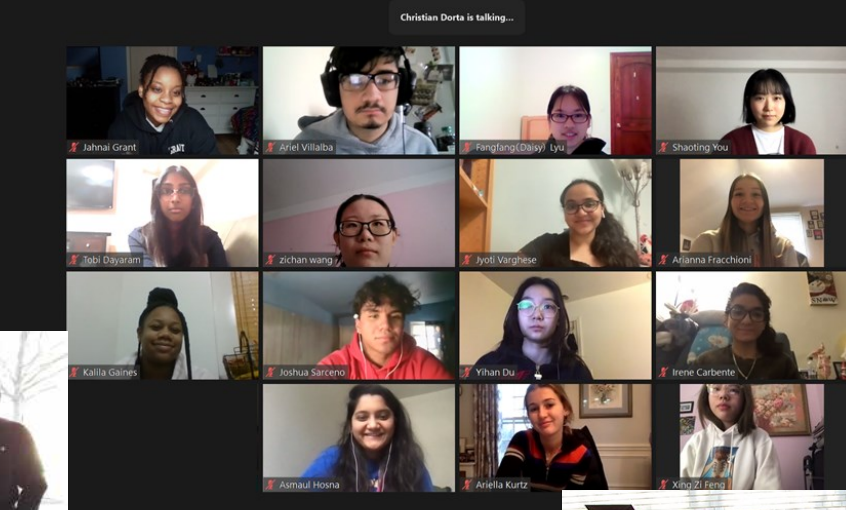 Christian Dorta is talking...
Jahnai Grant
Ariel Villalba
Fangfang(Daisy) Lyu
Shaoting You
Tobi Dayaram
zichan wang
Jyoti Varghese
Arianna Fracchioni
Kalila Gaines
Joshua Sarceno
Yihan Du
Irene Carbente
Asmaul Hosna
Ariella Kurtz
Xing Zi Feng